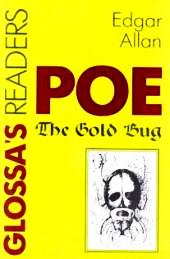 GLOSSA'S READERS
Edgar
Allan
POE
The Gold Bug